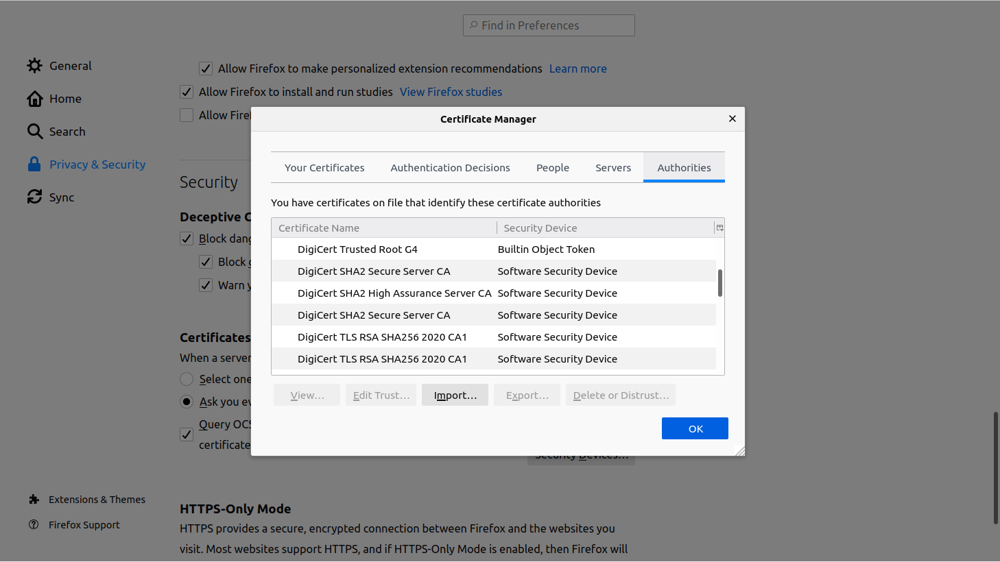 Find in Preferences
General
Home
Search
Privacy & Security
Sync
Extensions & Themes
Firefox Support
Allow Firefox to make personalized extension recommendations Learn more
Allow Firefox to install and run studies View Firefox studies
Allow
Security
Deceptive
Block
Block
Warn
Certificates
When a server
Select one
Ask you
Query
certificate
HTTPS-Only Mode
HTTPS provides a secure, encrypted connection between Firefox and the websites you
visit. Most websites support HTTPS, and if HTTPS-Only Mode is enabled, then Firefox will
Certificate Manager
Your Certificates Authentication Decisions People Servers Authorities
You have certificates on file that identify these certificate authorities
Certificate Name Security Device
DigiCert Trusted Root G4 Builtin Object Token
DigiCert SHA2 Secure Server CA Software Security Device
DigiCert SHA2 High Assurance Server CA Software Security Device
DigiCert SHA2 Secure Server CA Software Security Device
DigiCert TLS RSA SHA256 2020 CA1 Software Security Device
DigiCert TLS RSA SHA256 2020 CA1 Software Security Device
View… Edit Trust… Import… Export… Delete or Distrust…
OK
Security Devices…